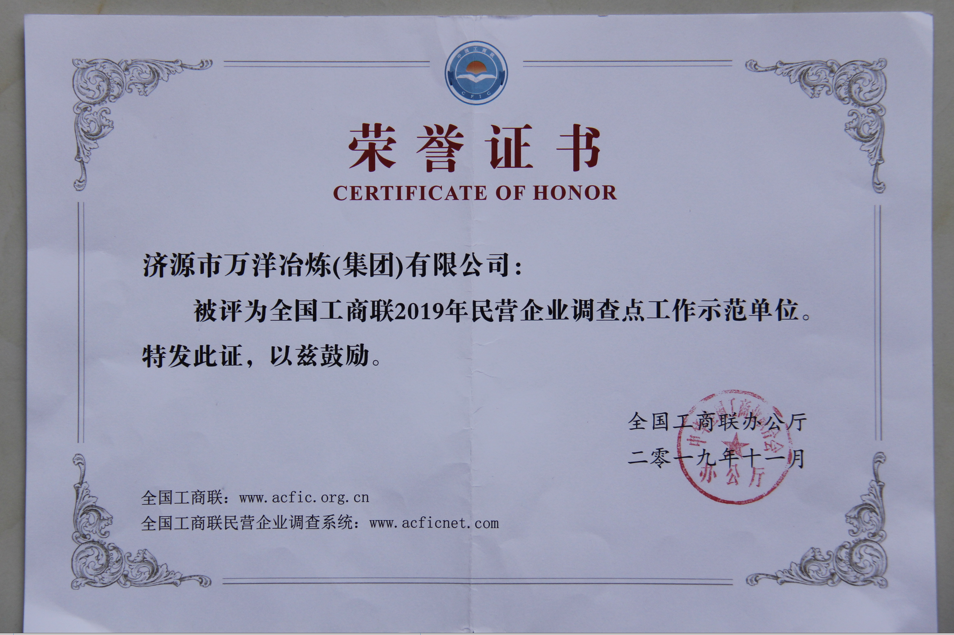 荣誉证书
CERTIFICATE OF HONOR
济源市万洋冶炼(集团)有限公司：
被评为全国工商联2019年民营企业调查点工作示范单位。
特发此证，以兹鼓励。
全国工商联办公厅
二零一九年十一月
办公厅
全国工商联：www.acfic.org.cn
全国工商联民营企业调查系统：www.acficnet.com